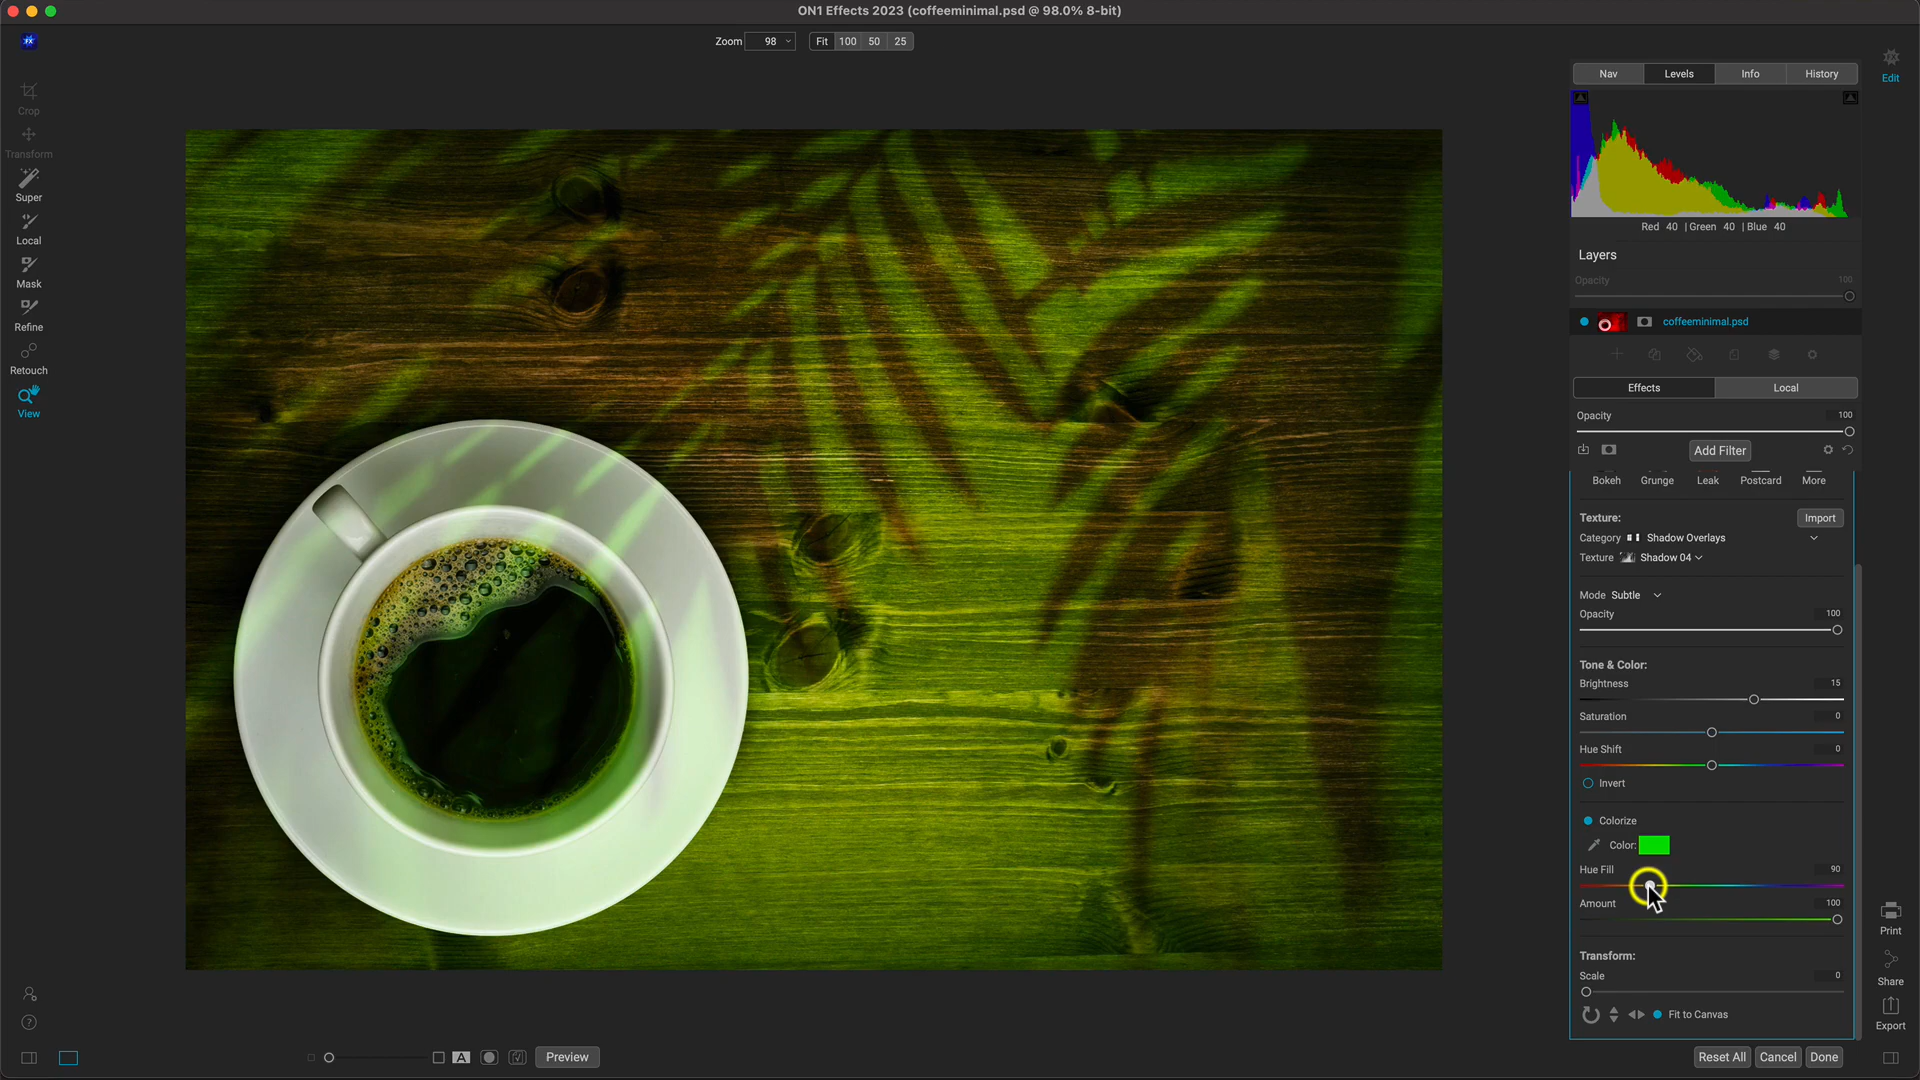 ON1 Effects 2023 (coffeeminimal.psd @ 98.0% 8-bit)
Zoom 98 Fit 100 50 25
Crop
Transform
Super
Local
Mask
Refine
Retouch
View
Nav Levels Info History
Edit
Red 40 | Green 40 | Blue 40
Layers
Opacity 100
coffeeminimal.psd
Effects Local
Opacity 100
Add Filter
Bokeh Grunge Leak Postcard More
Texture: Import
Category Shadow Overlays
Texture Shadow 04
Mode Subtle
Opacity 100
Tone & Color:
Brightness 15
Saturation 0
Hue Shift 0
Invert
Colorize
Color:
Hue Fill 90
Amount 100
Transform:
Scale 0
Fit to Canvas
Print
Share
Export
A Preview
Reset All Cancel Done